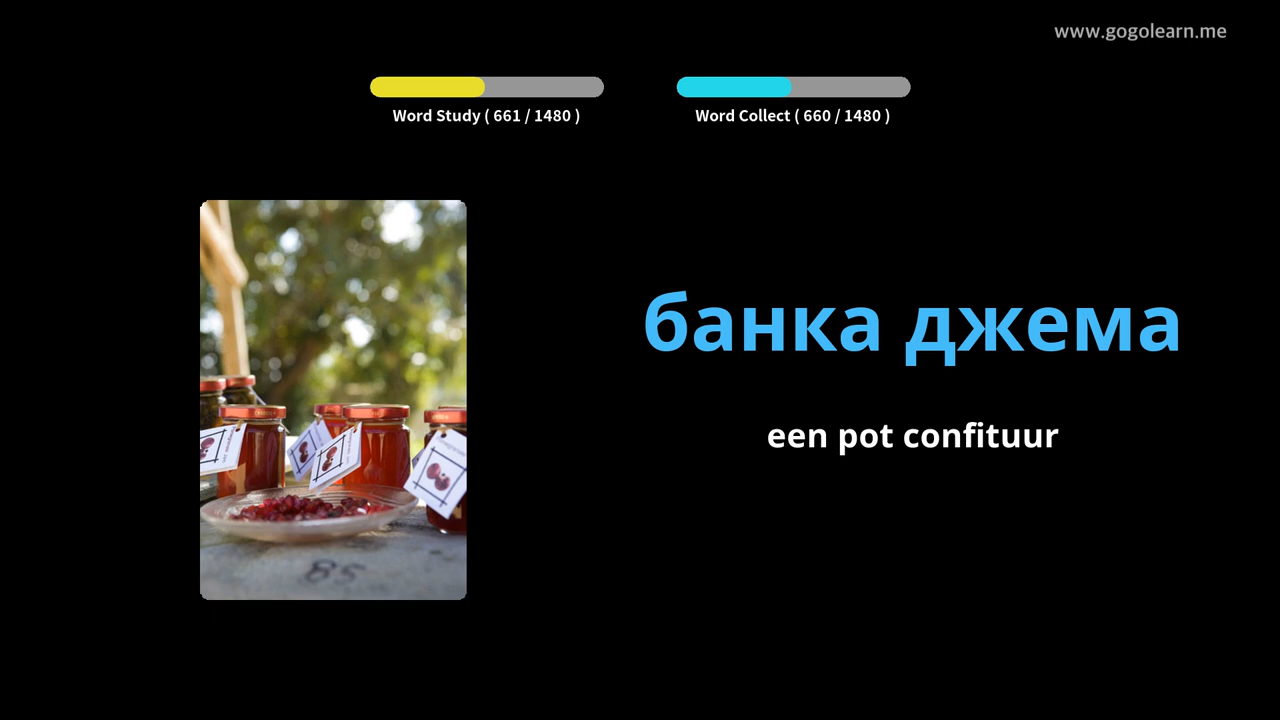 www.gogolearn.me
Word Study ( 661 / 1480 )
Word Collect ( 660 / 1480 )
банка джема
een pot confituur
85